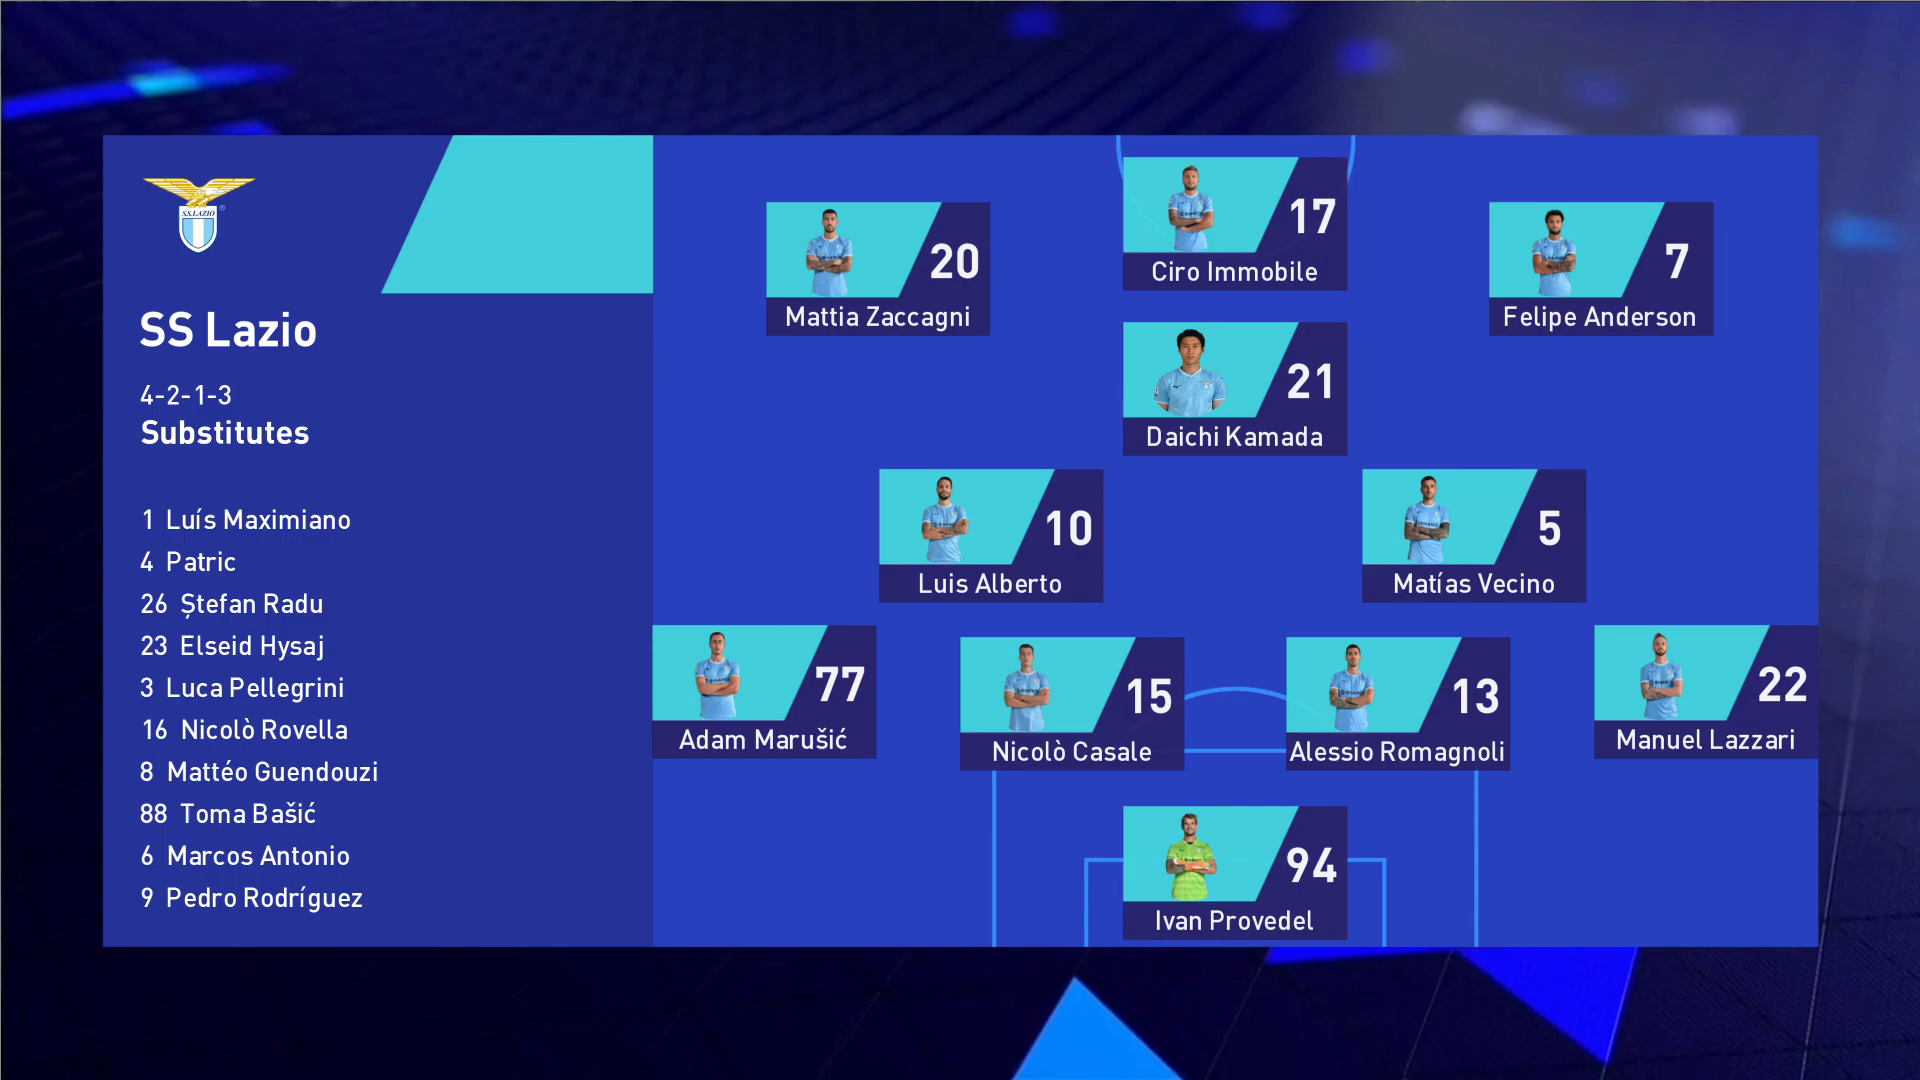 S.S.LAZIO
SS Lazio
4-2-1-3
Substitutes
1 Luís Maximiano
4 Patric
26 Ștefan Radu
23 Elseid Hysaj
3 Luca Pellegrini
16 Nicolò Rovella
8 Mattéo Guendouzi
88 Toma Bašić
6 Marcos Antonio
9 Pedro Rodríguez
17
Ciro Immobile
20
Mattia Zaccagni
7
Felipe Anderson
21
Daichi Kamada
10
Luis Alberto
5
Matías Vecino
77
Adam Marušić
15
Nicolò Casale
13
Alessio Romagnoli
22
Manuel Lazzari
94
Ivan Provedel